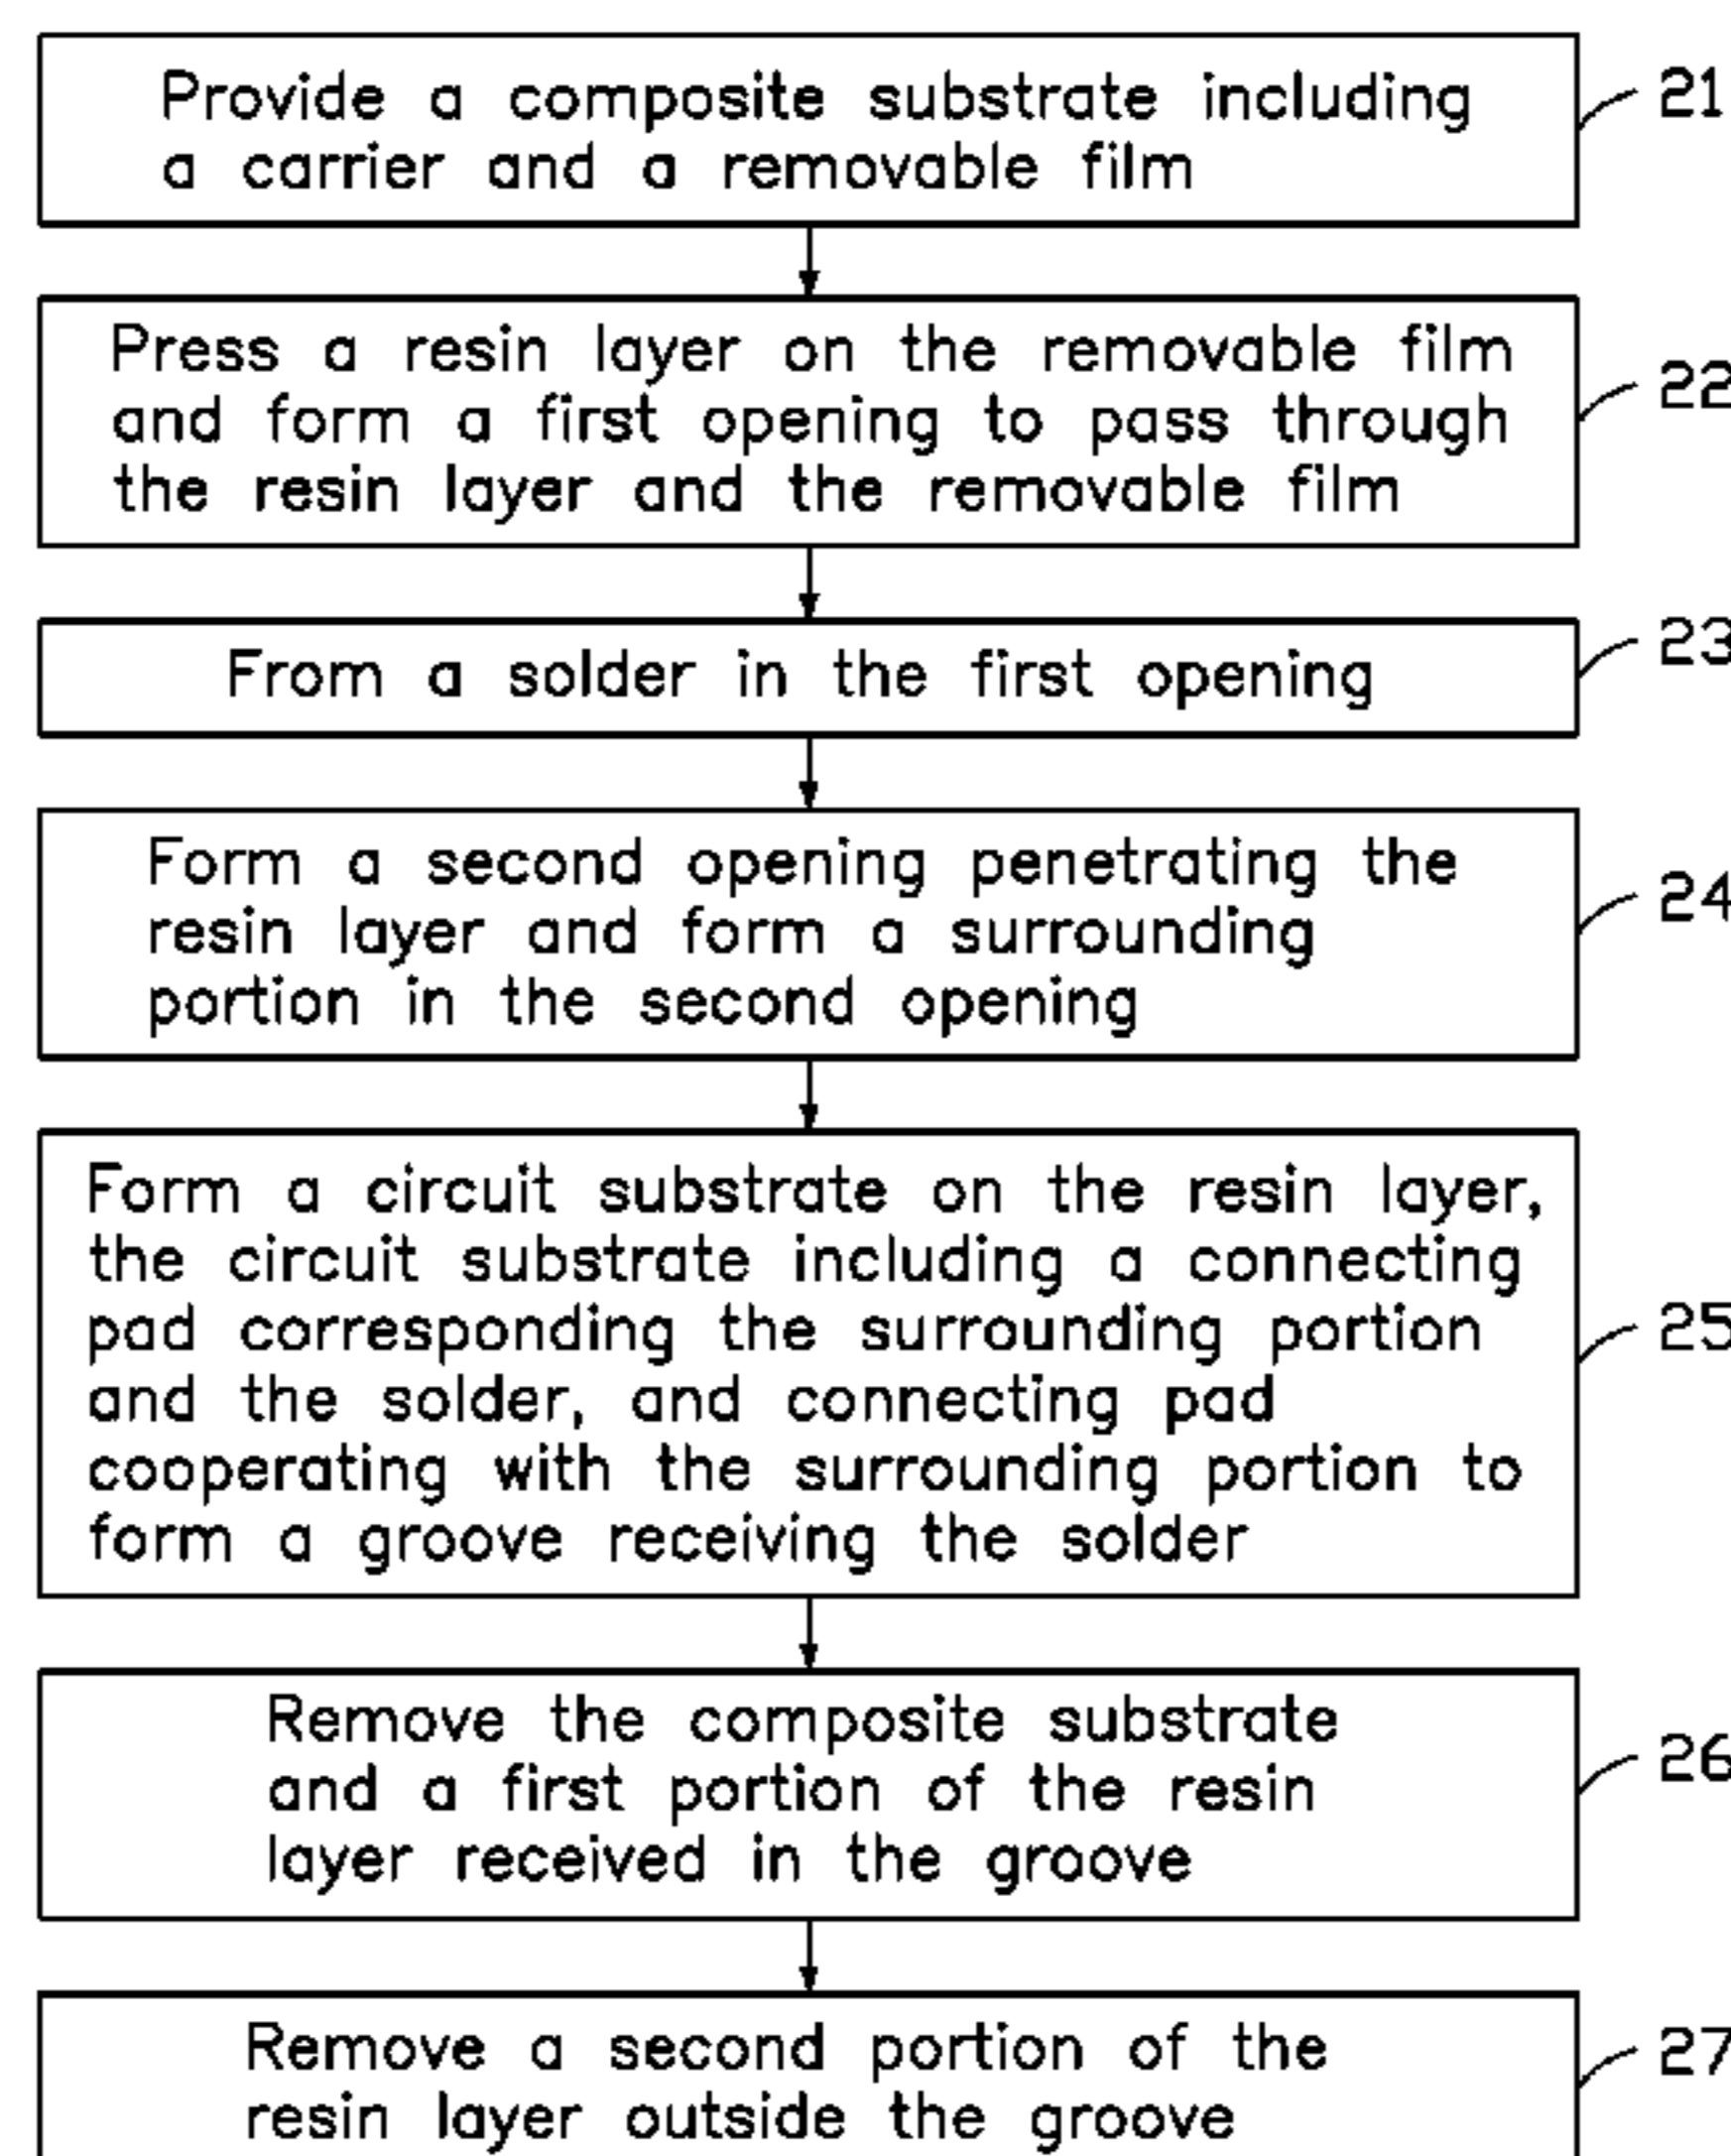 Provide a composite substrate including
a carrier and a removable film
21
Press a resin layer on the removable film
and form a first opening to pass through
the resin layer and the removable film
22
From a solder in the first opening
23
Form a second opening penetrating the
resin layer and form a surrounding
portion in the second opening
24
Form a circuit substrate on the resin layer,
the circuit substrate including a connecting
pad corresponding the surrounding portion
and the solder, and connecting pad
cooperating with the surrounding portion to
form a groove receiving the solder
25
Remove the composite substrate
and a first portion of the resin
layer received in the groove
26
Remove a second portion of the
resin layer outside the groove
27